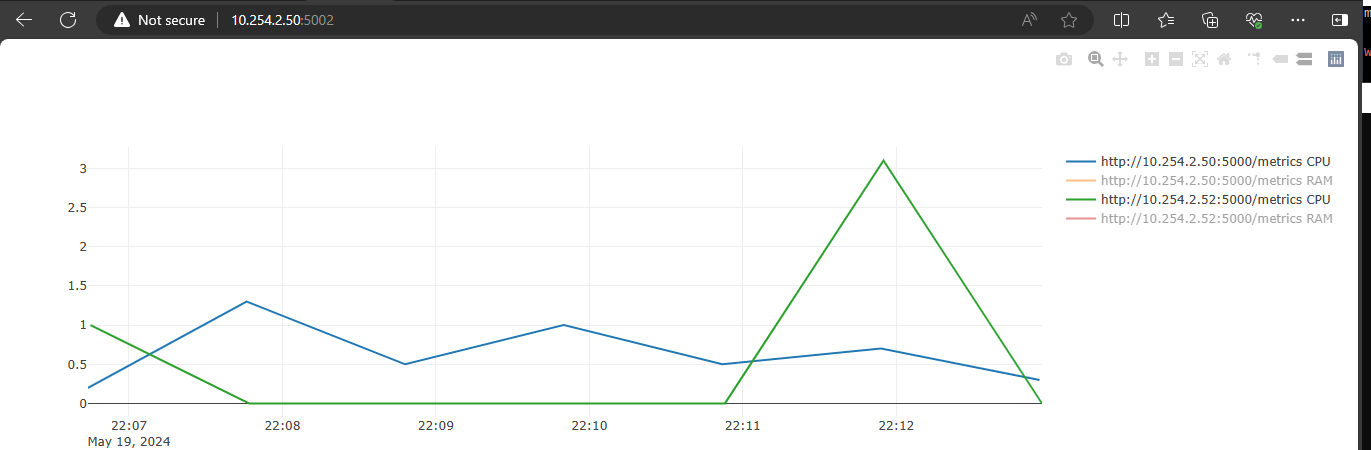 Not secure 10.254.2.50:5002
3
2.5
2
1.5
1
0.5
0
22:07 22:08 22:09 22:10 22:11 22:12
May 19, 2024
http://10.254.2.50:5000/metrics CPU
http://10.254.2.50:5000/metrics RAM
http://10.254.2.52:5000/metrics CPU
http://10.254.2.52:5000/metrics RAM